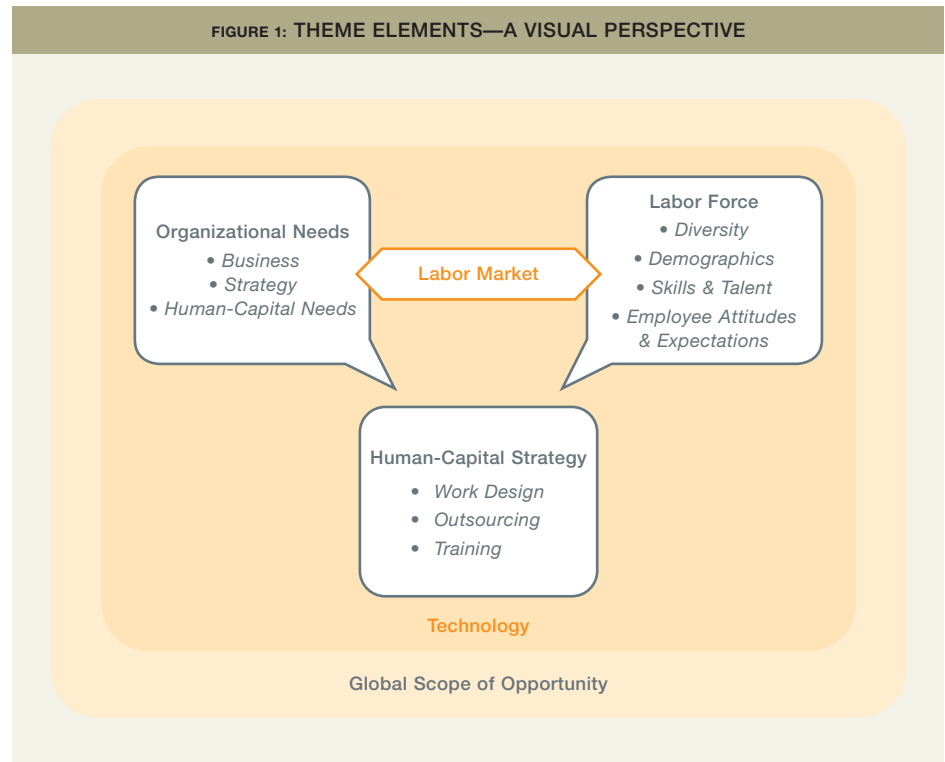 FIGURE 1: THEME ELEMENTS—A VISUAL PERSPECTIVE
Organizational Needs
• Business
• Strategy
• Human-Capital Needs
Labor Market
Labor Force
• Diversity
• Demographics
• Skills & Talent
• Employee Attitudes
& Expectations
Human-Capital Strategy
• Work Design
• Outsourcing
• Training
Technology
Global Scope of Opportunity